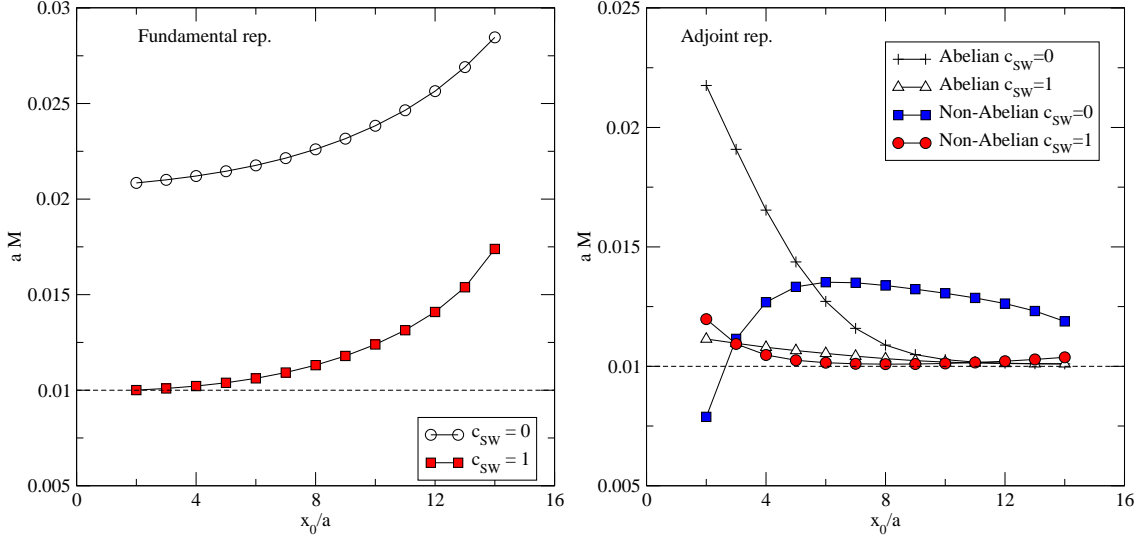 Fundamental rep.
0.03
0.025
0.02
0.015
0.01
0.005
a M
c_SW = 0
c_SW = 1
0 4 8 12 16
x_0/a
Adjoint rep.
0.025
0.02
0.015
0.01
0.005
a M
Abelian c_SW=0
Abelian c_SW=1
Non-Abelian c_SW=0
Non-Abelian c_SW=1
0 4 8 12 16
x_0/a